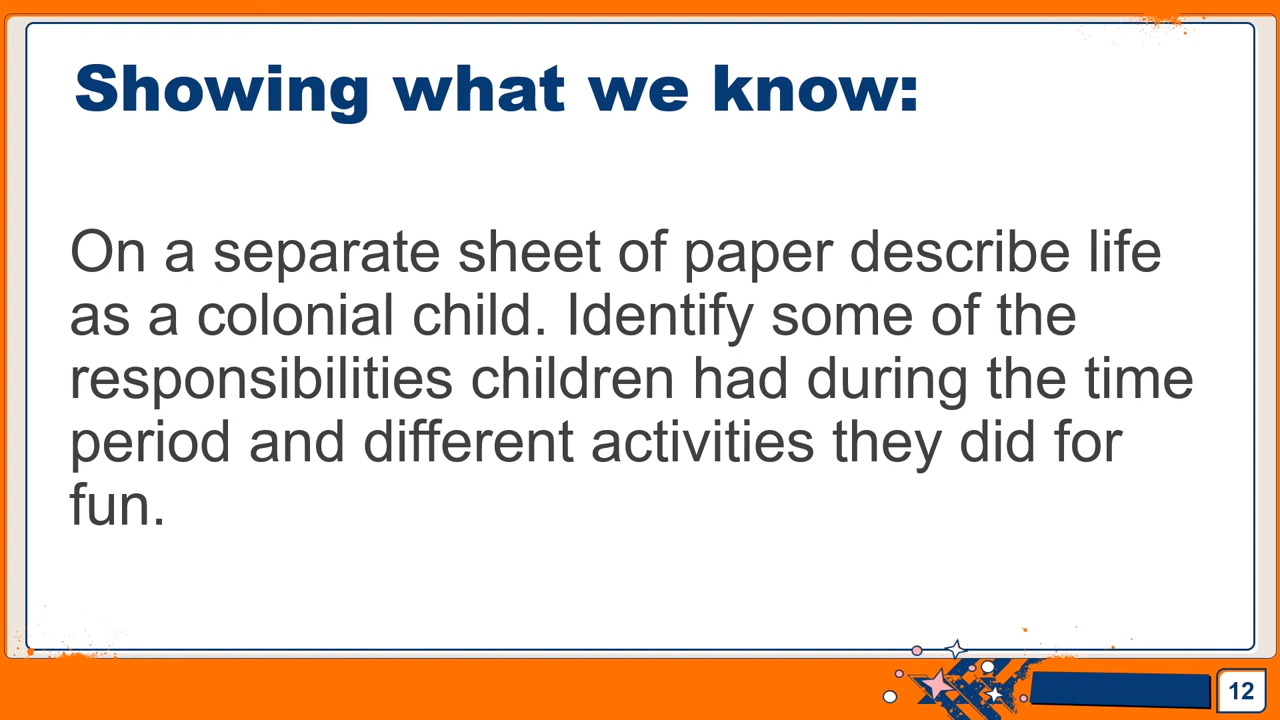 Showing what we know:
On a separate sheet of paper describe life
as a colonial child. Identify some of the
responsibilities children had during the time
period and different activities they did for
fun.
12